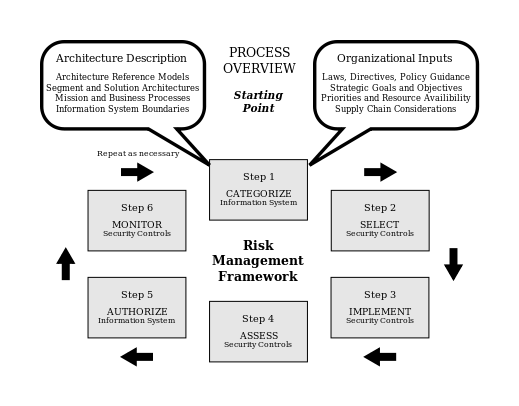 PROCESS
OVERVIEW
Starting
Point
Architecture Description
Architecture Reference Models
Segment and Solution Architectures
Mission and Business Processes
Information System Boundaries
Organizational Inputs
Laws, Directives, Policy Guidance
Strategic Goals and Objectives
Priorities and Resource Availibility
Supply Chain Considerations
Repeat as necessary
Step 1
CATEGORIZE
Information System
Step 2
SELECT
Security Controls
Step 3
IMPLEMENT
Security Controls
Step 4
ASSESS
Security Controls
Step 5
AUTHORIZE
Information System
Step 6
MONITOR
Security Controls
Risk
Management
Framework